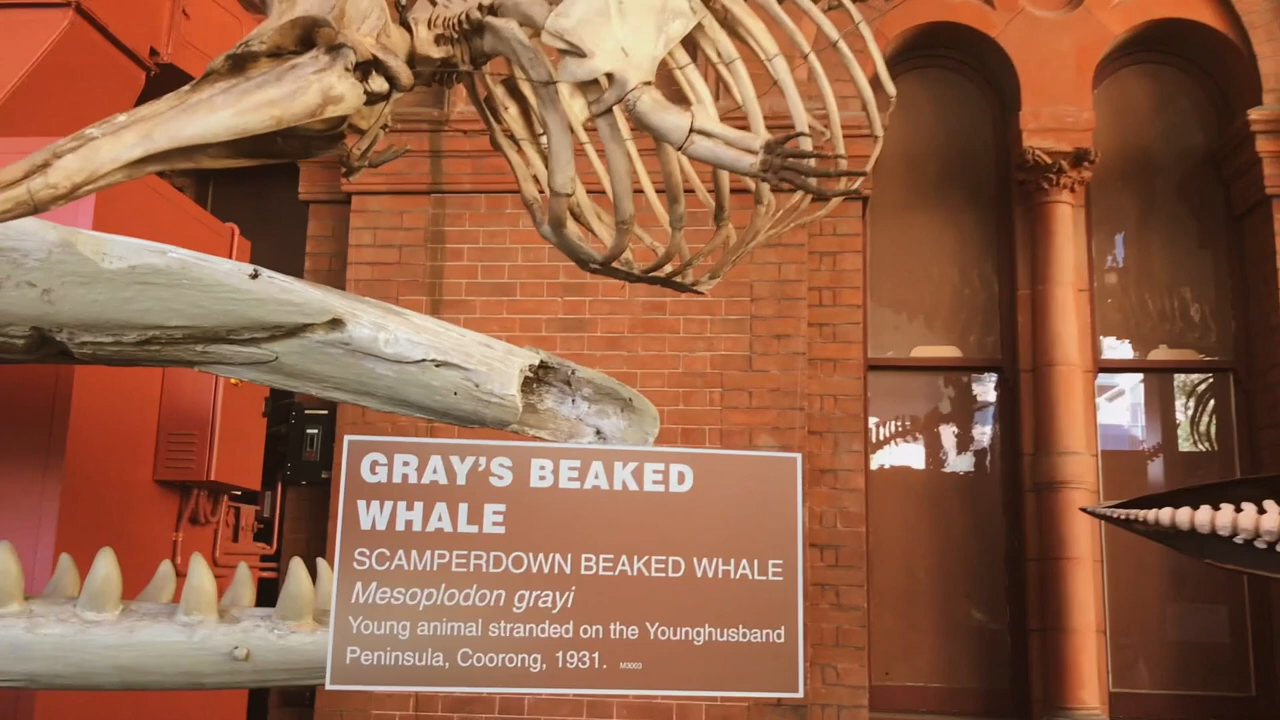 GRAY'S BEAKED
WHALE
SCAMPERDOWN BEAKED WHALE
Mesoplodon grayi
Young animal stranded on the Younghusband
Peninsula, Coorong, 1931. M3003